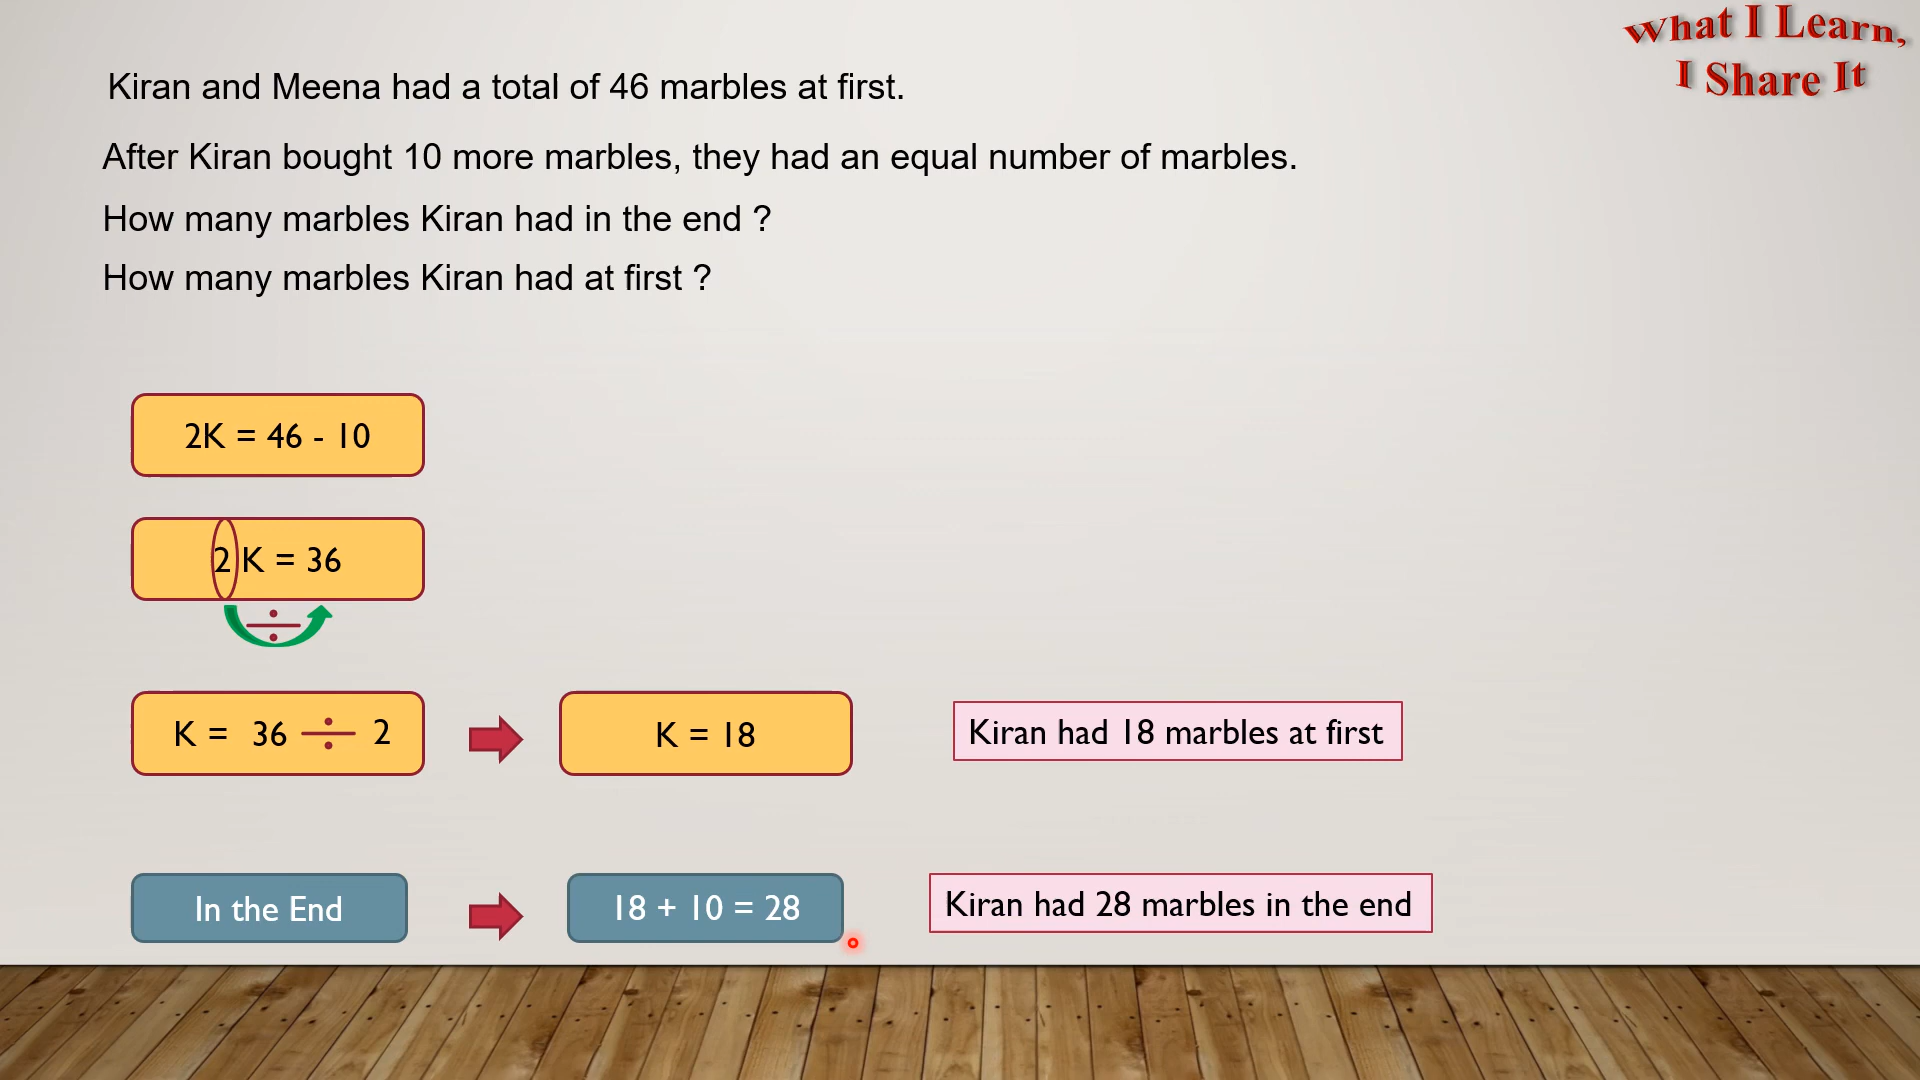 What I Learn,
I Share It
Kiran and Meena had a total of 46 marbles at first.
After Kiran bought 10 more marbles, they had an equal number of marbles.
How many marbles Kiran had in the end ?
How many marbles Kiran had at first ?
2K = 46 - 10
2 K = 36
÷
K = 36 ÷ 2
K = 18
Kiran had 18 marbles at first
In the End
18 + 10 = 28
Kiran had 28 marbles in the end